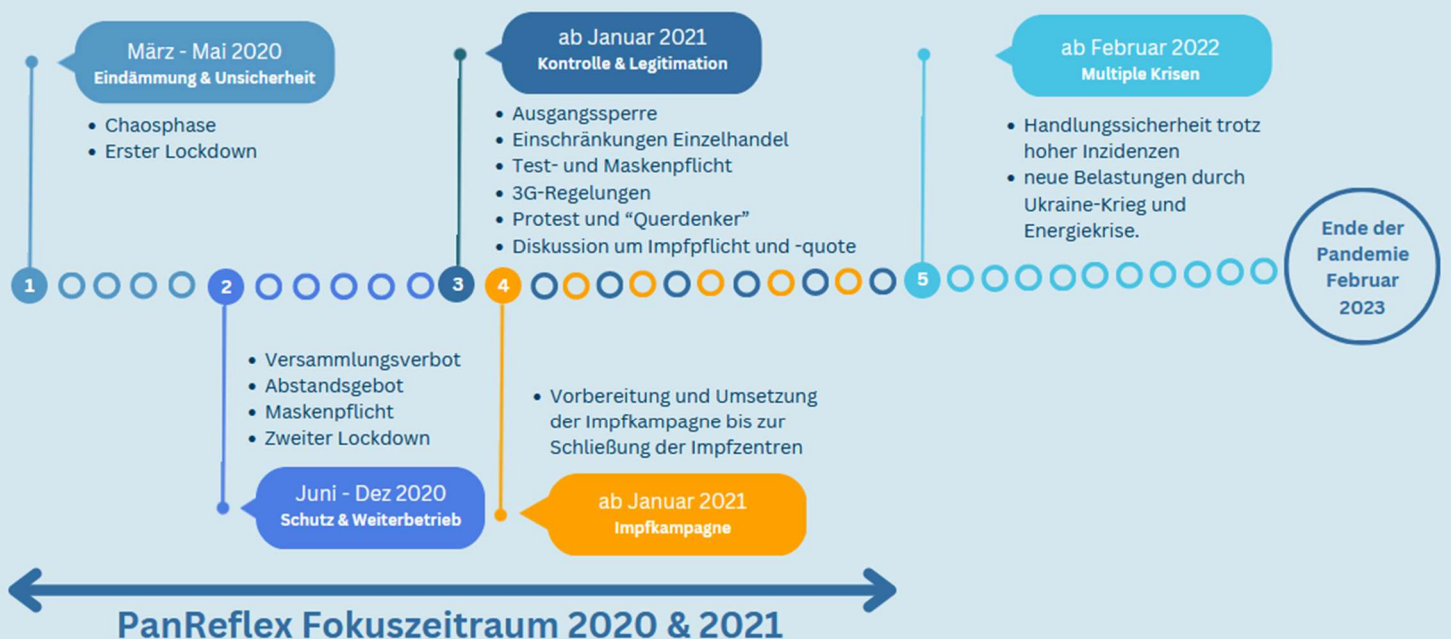 März - Mai 2020
Eindämmung & Unsicherheit
• Chaosphase
• Erster Lockdown
ab Januar 2021
Kontrolle & Legitimation
• Ausgangssperre
• Einschränkungen Einzelhandel
• Test- und Maskenpflicht
• 3G-Regelungen
• Protest und “Querdenker”
• Diskussion um Impfpflicht und -quote
ab Februar 2022
Multiple Krisen
• Handlungssicherheit trotz
hoher Inzidenzen
• neue Belastungen durch
Ukraine-Krieg und
Energiekrise.
Ende der
Pandemie
Februar
2023
1
2
3
4
5
• Versammlungsverbot
• Abstandsgebot
• Maskenpflicht
• Zweiter Lockdown
Juni - Dez 2020
Schutz & Weiterbetrieb
• Vorbereitung und Umsetzung
der Impfkampagne bis zur
Schließung der Impfzentren
ab Januar 2021
Impfkampagne
PanReflex Fokuszeitraum 2020 & 2021